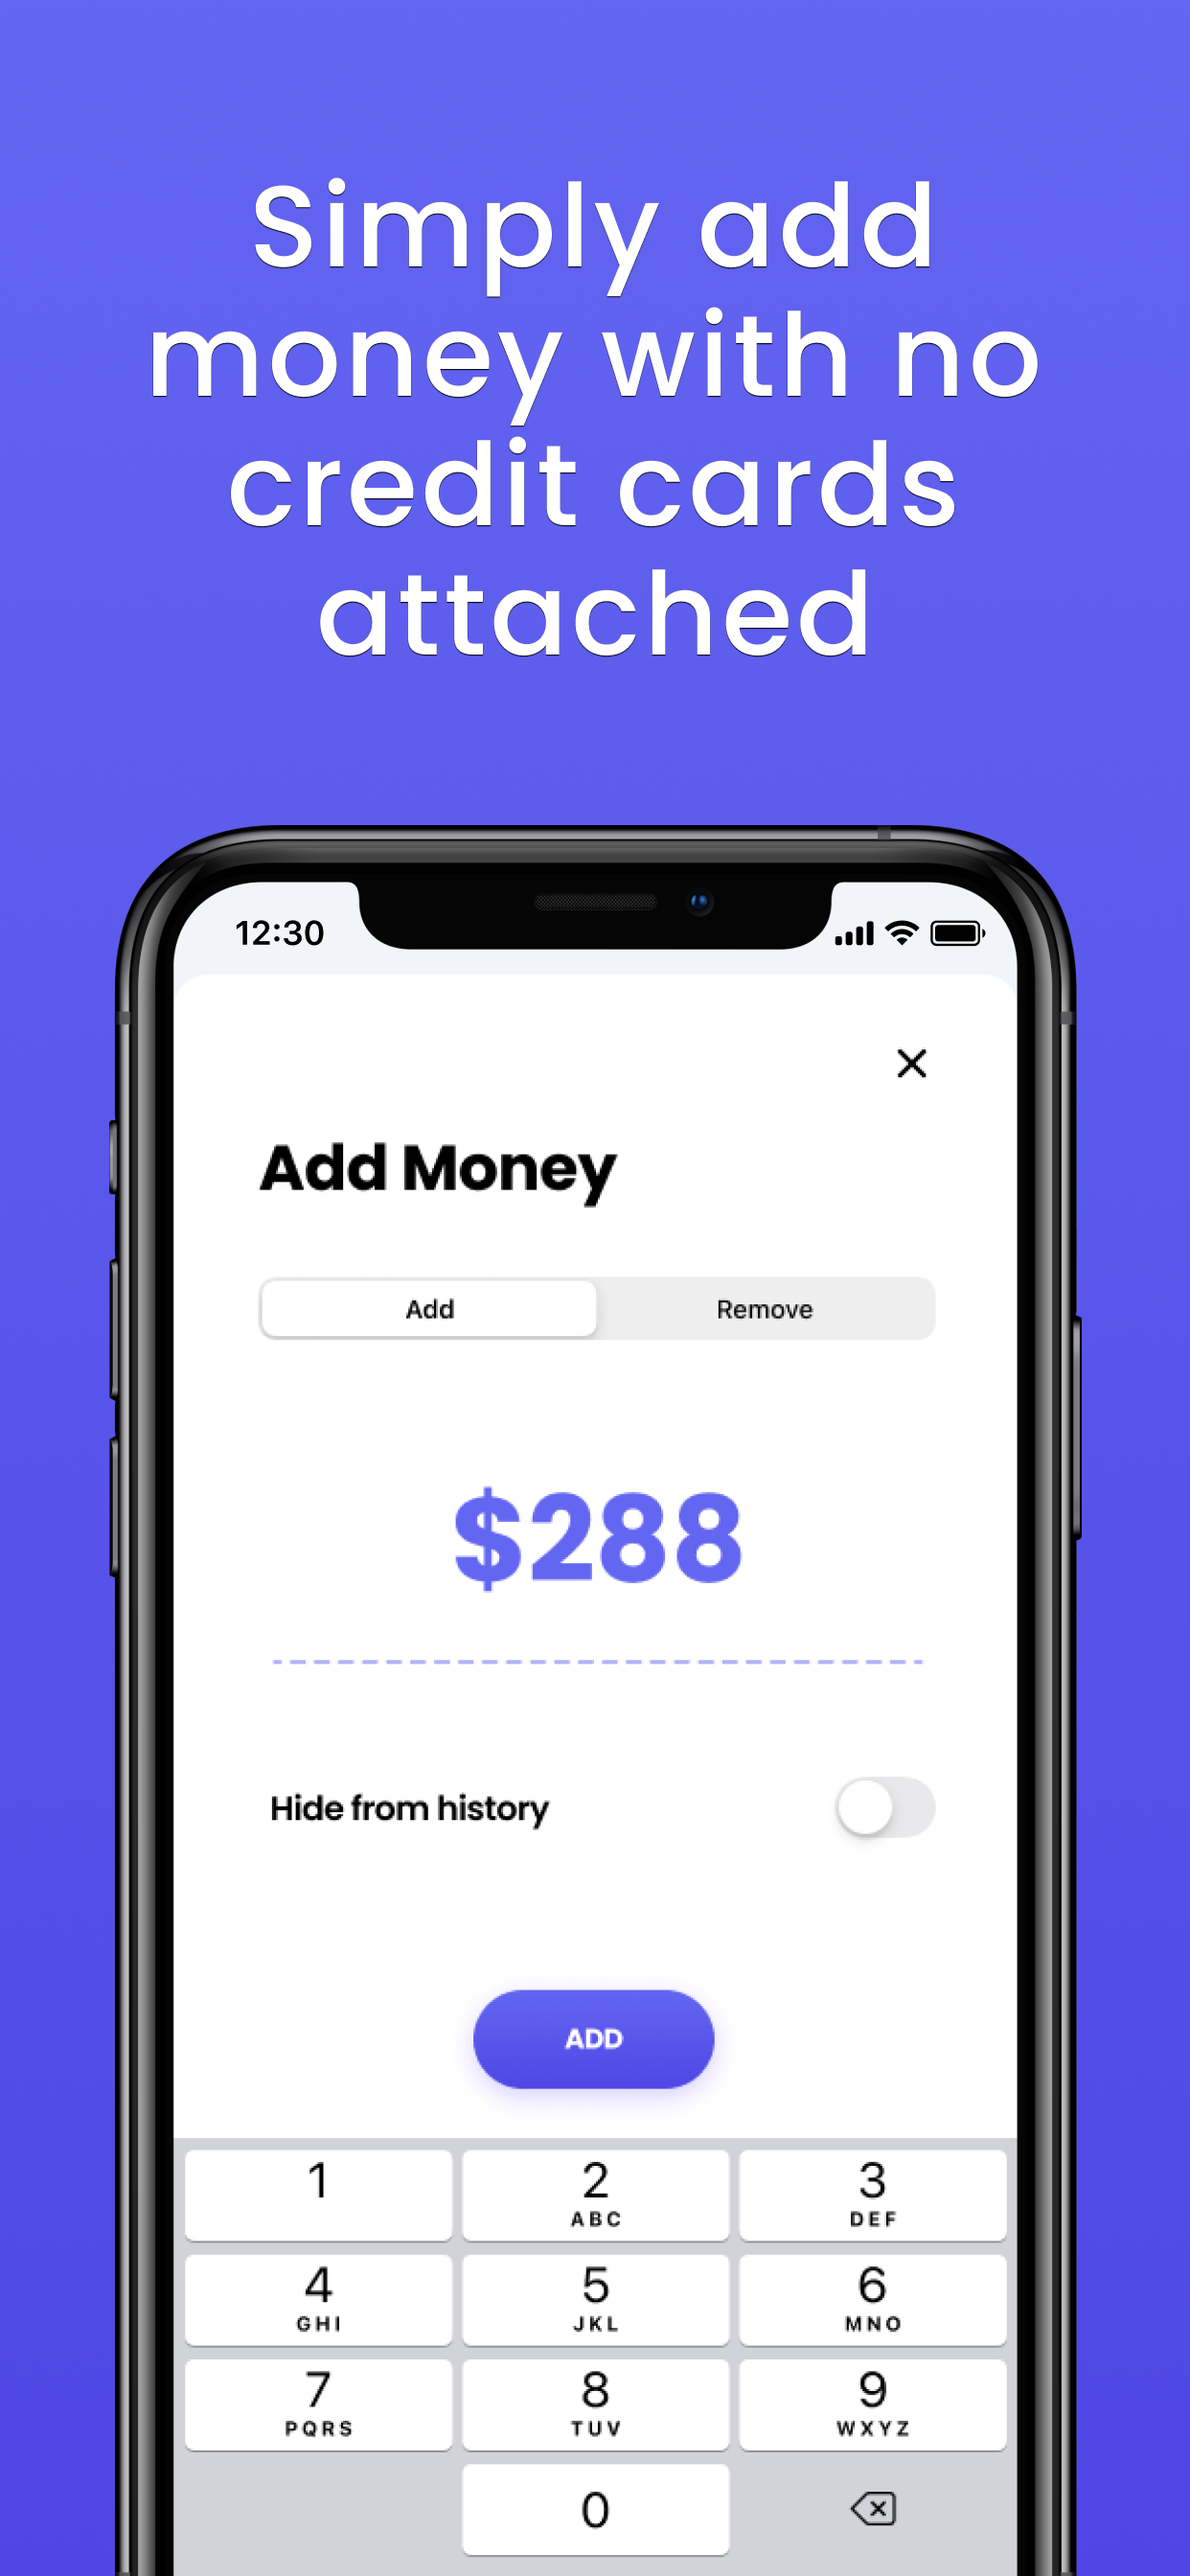 Simply add
money with no
credit cards
attached
12:30
Add Money
Add Remove
$288
Hide from history
ADD
1 2 3
ABC DEF
4 5 6
GHI JKL MNO
7 8 9
PQRS TUV WXYZ
0